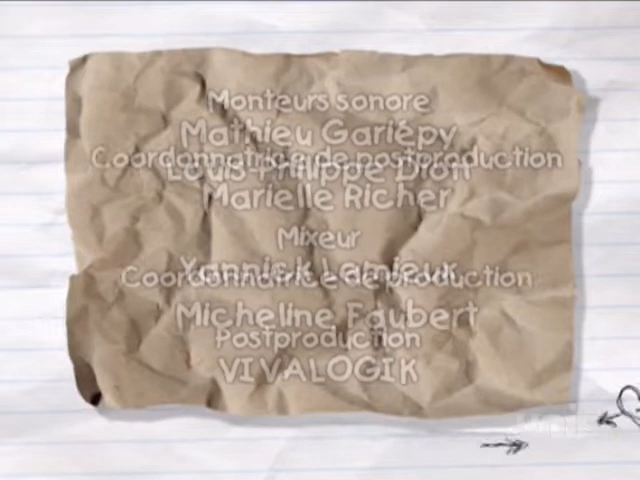 Monteurs sonore
Mathieu Gariépy
Coordonnatrice de postproduction
Louis-Philippe Dion
Marielle Richer
Mixeur
Yannick Lemieux
Coordonnatrice de production
Micheline Faubert
Postproduction
VIVALOGIK